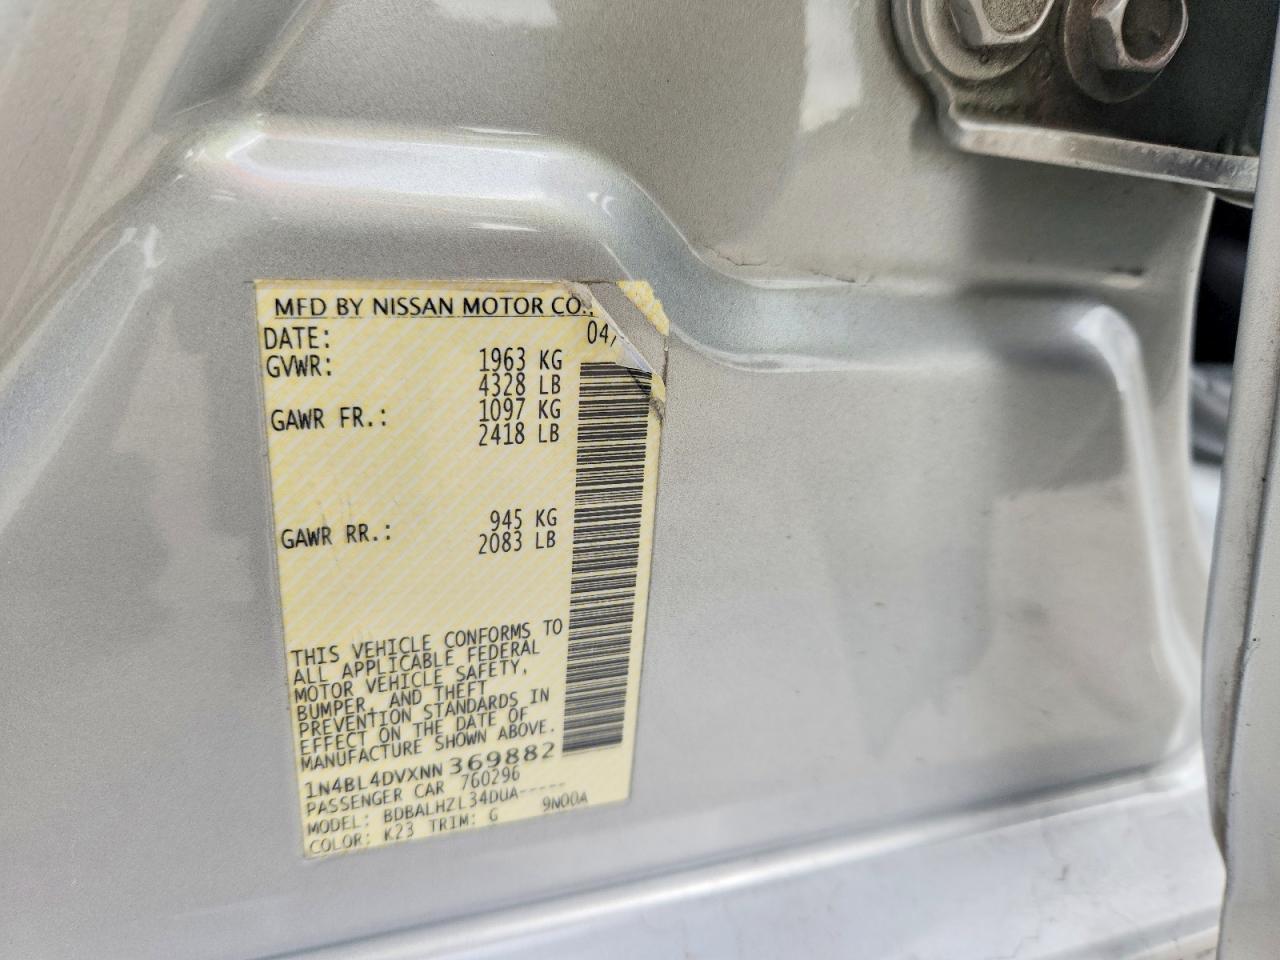 MFD BY NISSAN MOTOR CO.,
DATE: 04/
GVWR: 1963 KG
4328 LB
GAWR FR.: 1097 KG
2418 LB
GAWR RR.: 945 KG
2083 LB
THIS VEHICLE CONFORMS TO
ALL APPLICABLE FEDERAL
MOTOR VEHICLE SAFETY,
BUMPER, AND THEFT
PREVENTION STANDARDS IN
EFFECT ON THE DATE OF
MANUFACTURE SHOWN ABOVE.
1N4BL4DVXNN369882
PASSENGER CAR 760296
MODEL: BDBALHZL34DUA-----
COLOR: K23 TRIM: G 9N00A